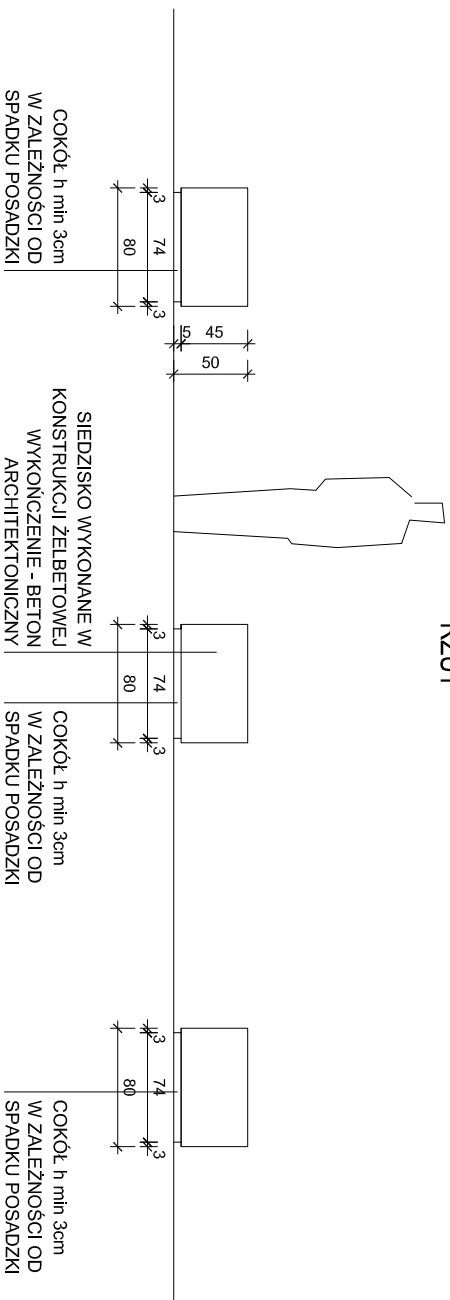 RZUT
COKÓŁ h min 3cm
W ZALEŻNOŚCI OD
SPADKU POSADZKI
3
74
3
80
5
45
50
SIEDZISKO WYKONANE W
KONSTRUKCJI ŻELBETOWEJ
WYKOŃCZENIE - BETON
ARCHITEKTONICZNY
3
74
3
80
COKÓŁ h min 3cm
W ZALEŻNOŚCI OD
SPADKU POSADZKI
3
74
3
80
COKÓŁ h min 3cm
W ZALEŻNOŚCI OD
SPADKU POSADZKI